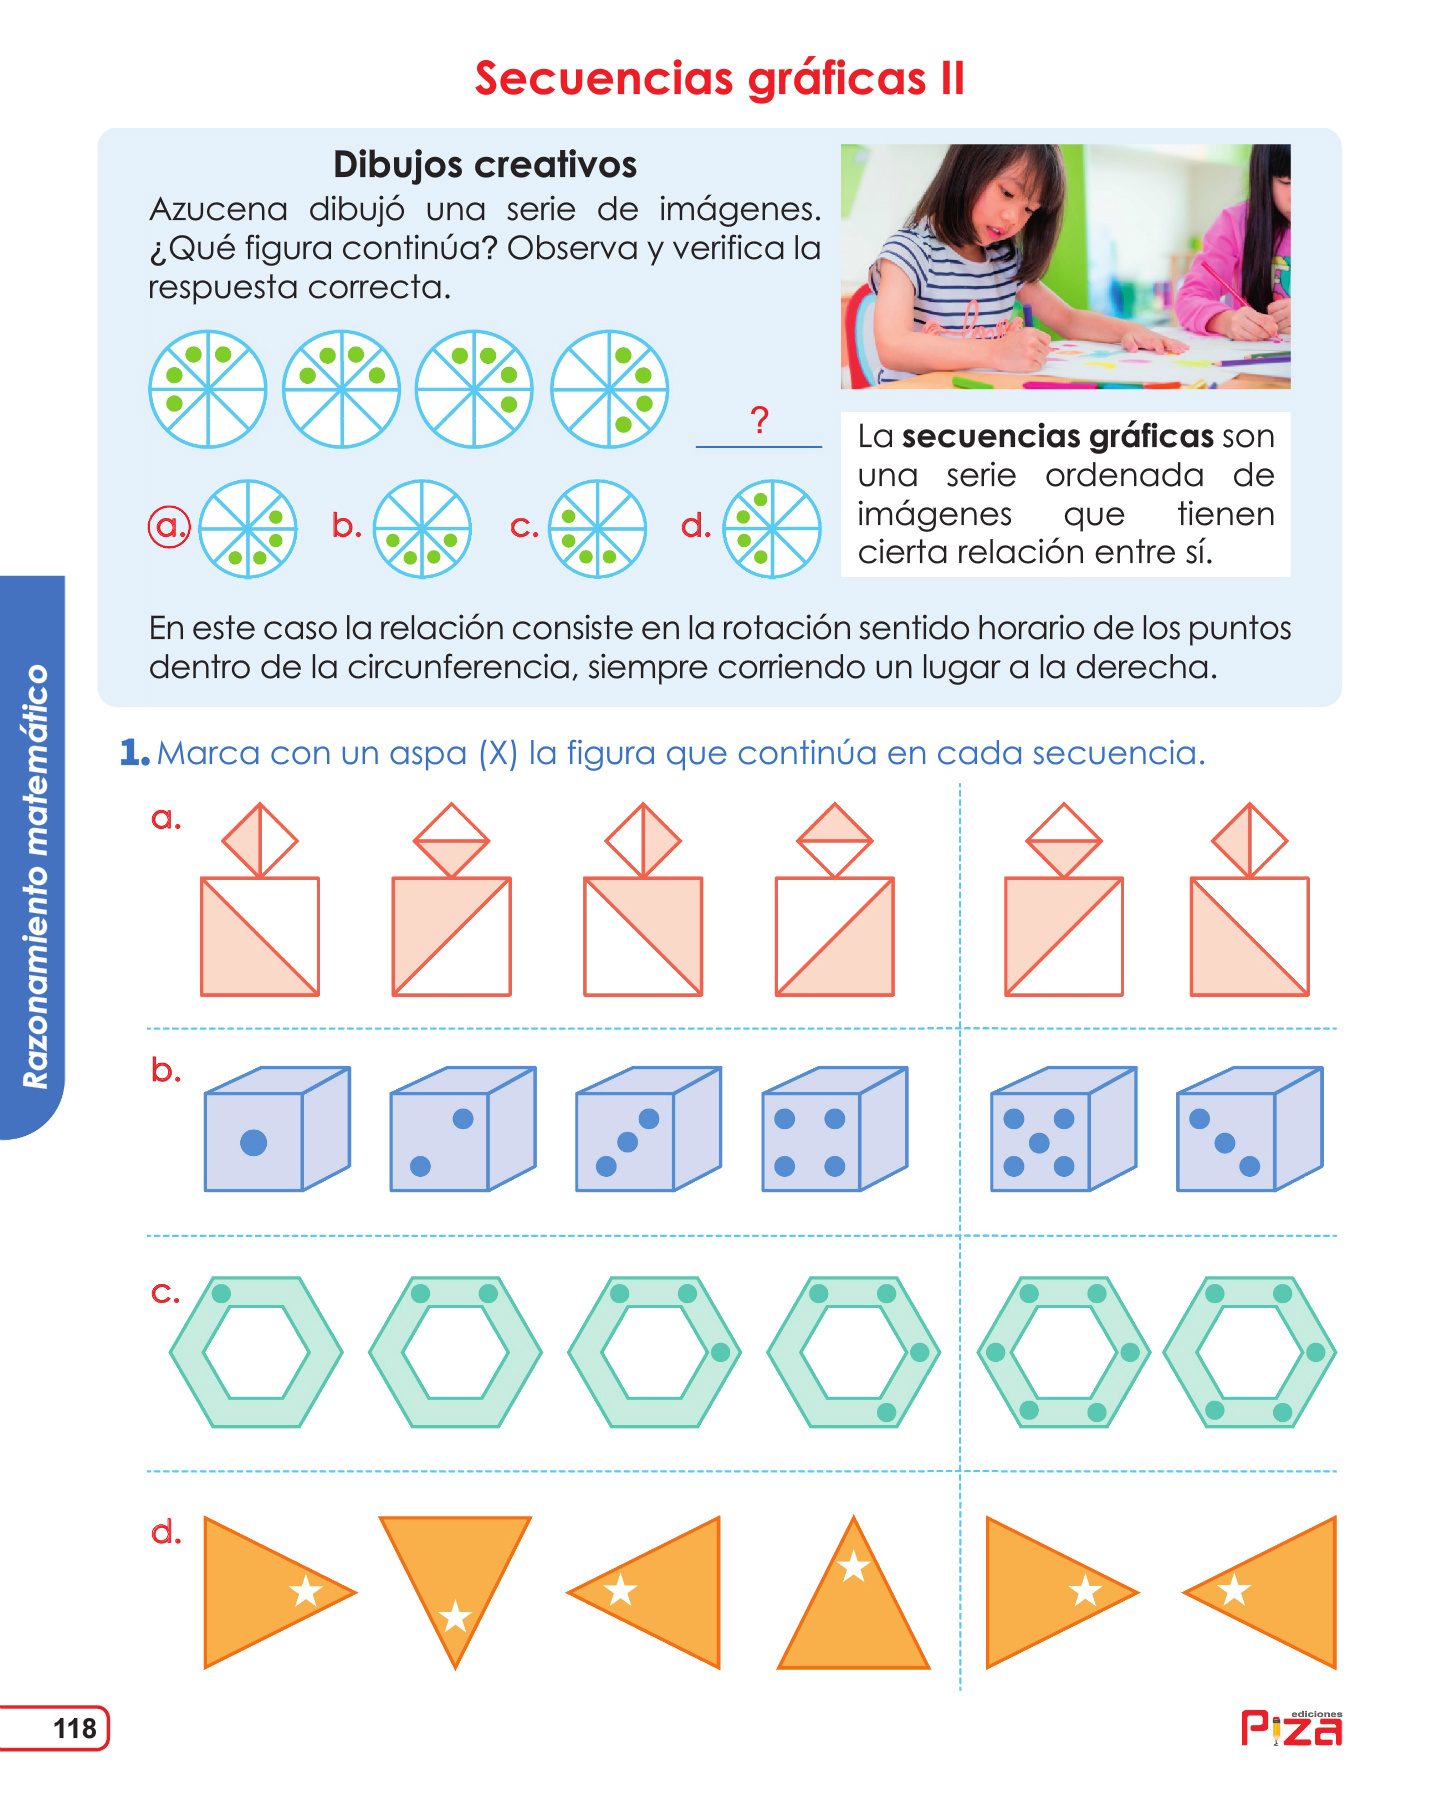 Secuencias gráficas II
Dibujos creativos
Azucena dibujó una serie de imágenes.
¿Qué figura continúa? Observa y verifica la
respuesta correcta.
?
a.
b.
c.
d.
La secuencias gráficas son
una serie ordenada de
imágenes que tienen
cierta relación entre sí.
En este caso la relación consiste en la rotación sentido horario de los puntos
dentro de la circunferencia, siempre corriendo un lugar a la derecha.
Razonamiento matemático
1. Marca con un aspa (X) la figura que continúa en cada secuencia.
a.
b.
c.
d.
118
ediciones
Piza